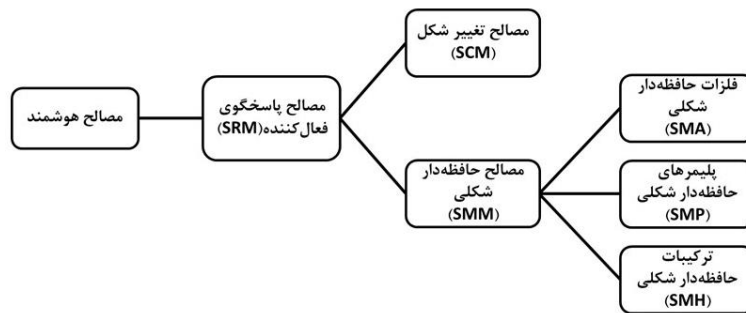 مصالح هوشمند
مصالح پاسخگوی
فعال‌کننده(SRM)
مصالح تغییر شکل
(SCM)
مصالح حافظه‌دار
شکلی
(SMM)
فلزات حافظه‌دار
شکلی
(SMA)
پلیمرهای
حافظه‌دار شکلی
(SMP)
ترکیبات
حافظه‌دار شکلی
(SMH)